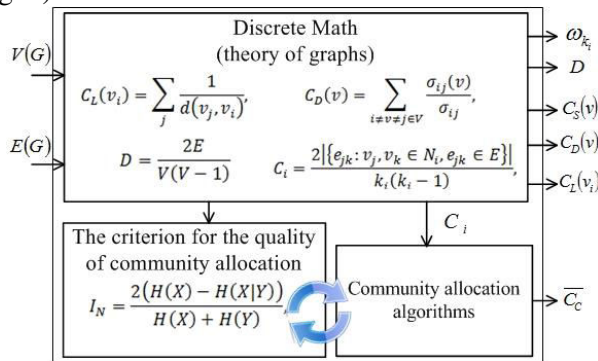 Discrete Math
(theory of graphs)
V(G)
E(G)
C_L(v_i) = ∑_j 1/d(v_j, v_i),
C_D(v) = ∑_{i≠v≠j∈V} σ_ij(v)/σ_ij,
D = 2E/V(V − 1)
C_i = 2|{e_jk: v_j, v_k ∈ N_i, e_jk ∈ E}|/k_i(k_i − 1),
ω_{k_i}
D
C_S(v)
C_D(v)
C_L(v_i)
C_i
The criterion for the quality
of community allocation
I_N = 2(H(X) − H(X|Y))/H(X) + H(Y),
Community allocation
algorithms
\overline{C_C}